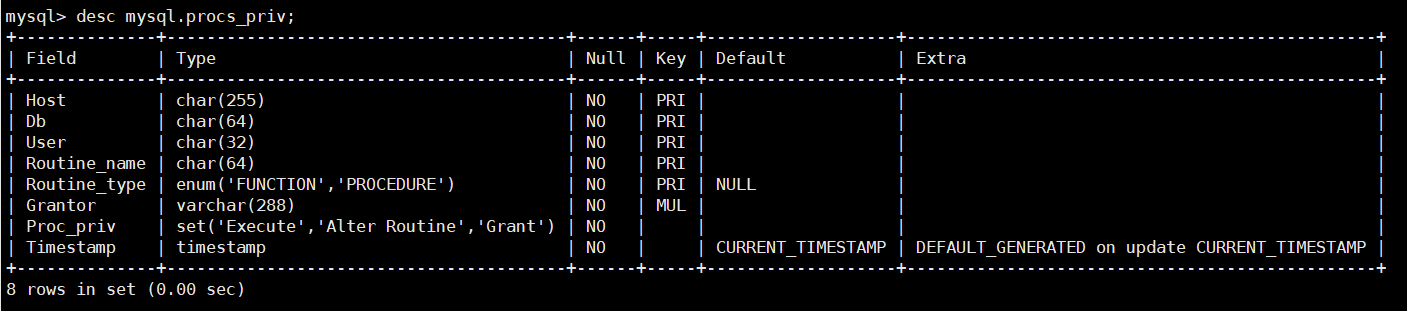 mysql> desc mysql.procs_priv;
+--------------+----------------------------------------+------+-----+-------------------+-----------------------------------------------+
| Field        | Type                                   | Null | Key | Default           | Extra                                         |
+--------------+----------------------------------------+------+-----+-------------------+-----------------------------------------------+
| Host         | char(255)                              | NO   | PRI |                   |                                               |
| Db           | char(64)                               | NO   | PRI |                   |                                               |
| User         | char(32)                               | NO   | PRI |                   |                                               |
| Routine_name | char(64)                               | NO   | PRI |                   |                                               |
| Routine_type | enum('FUNCTION','PROCEDURE')           | NO   | PRI | NULL              |                                               |
| Grantor      | varchar(288)                           | NO   | MUL |                   |                                               |
| Proc_priv    | set('Execute','Alter Routine','Grant') | NO   |     |                   |                                               |
| Timestamp    | timestamp                              | NO   |     | CURRENT_TIMESTAMP | DEFAULT_GENERATED on update CURRENT_TIMESTAMP |
+--------------+----------------------------------------+------+-----+-------------------+-----------------------------------------------+
8 rows in set (0.00 sec)